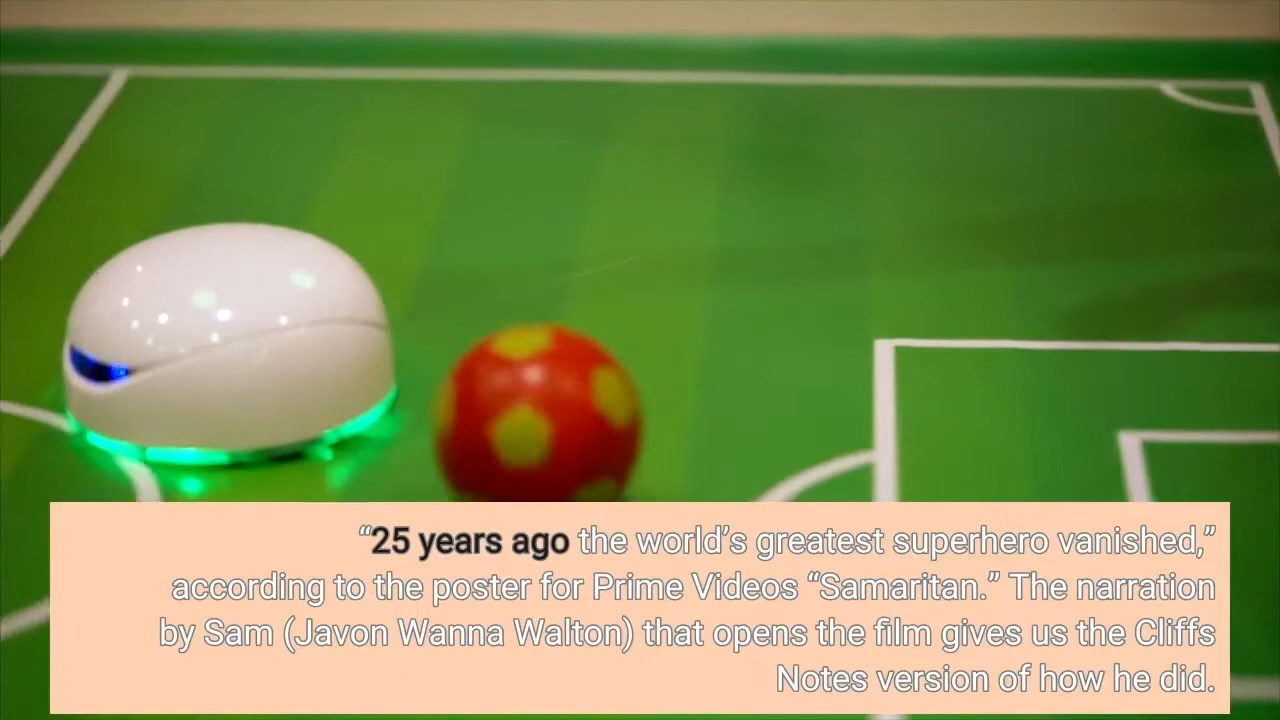 “25 years ago the world’s greatest superhero vanished,”
according to the poster for Prime Videos “Samaritan.” The narration
by Sam (Javon Wanna Walton) that opens the film gives us the Cliffs
Notes version of how he did.